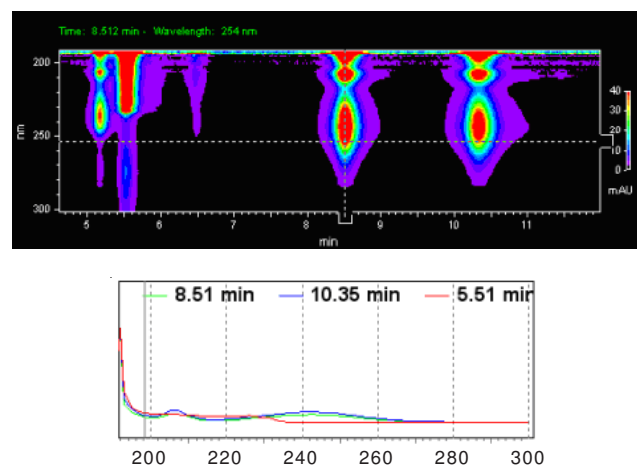 Time: 8.512 min - Wavelength: 254 nm
200
250
300
nm
5 6 7 8 9 10 11
min
40
30
20
10
0
mAU
8.51 min 10.35 min 5.51 min
200 220 240 260 280 300